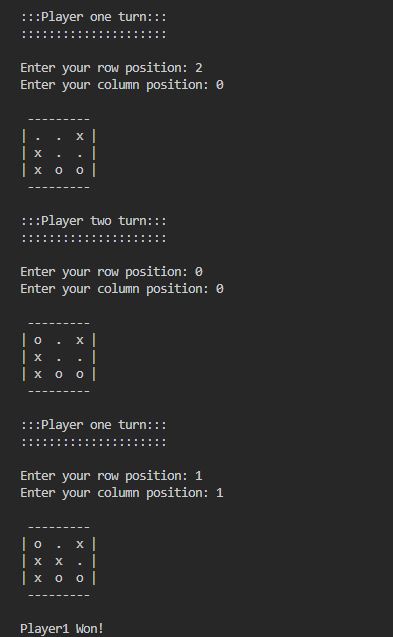 :::Player one turn:::
:::::::::::::::::::::
Enter your row position: 2
Enter your column position: 0
---------
| .  .  x |
| x  .  . |
| x  o  o |
---------
:::Player two turn:::
:::::::::::::::::::::
Enter your row position: 0
Enter your column position: 0
---------
| o  .  x |
| x  .  . |
| x  o  o |
---------
:::Player one turn:::
:::::::::::::::::::::
Enter your row position: 1
Enter your column position: 1
---------
| o  .  x |
| x  x  . |
| x  o  o |
---------
Player1 Won!